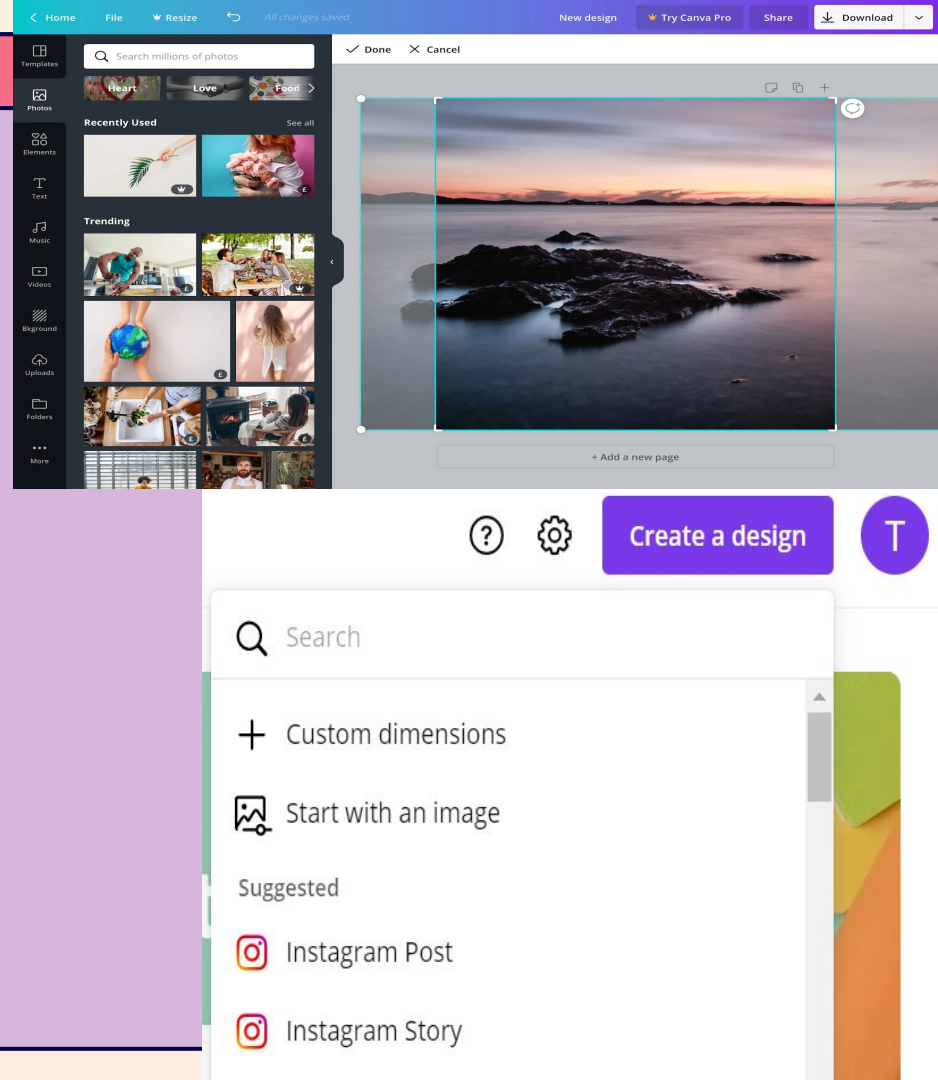 Home File Resize All changes saved New design Try Canva Pro Share Download
Templates
Photos
Elements
Text
Music
Videos
Bkground
Uploads
Folders
More
Search millions of photos
Heart Love Food
Recently Used See all
£
Trending
£
£
£ £
Done Cancel
+ Add a new page
? Create a design T
Search
Custom dimensions
Start with an image
Suggested
Instagram Post
Instagram Story